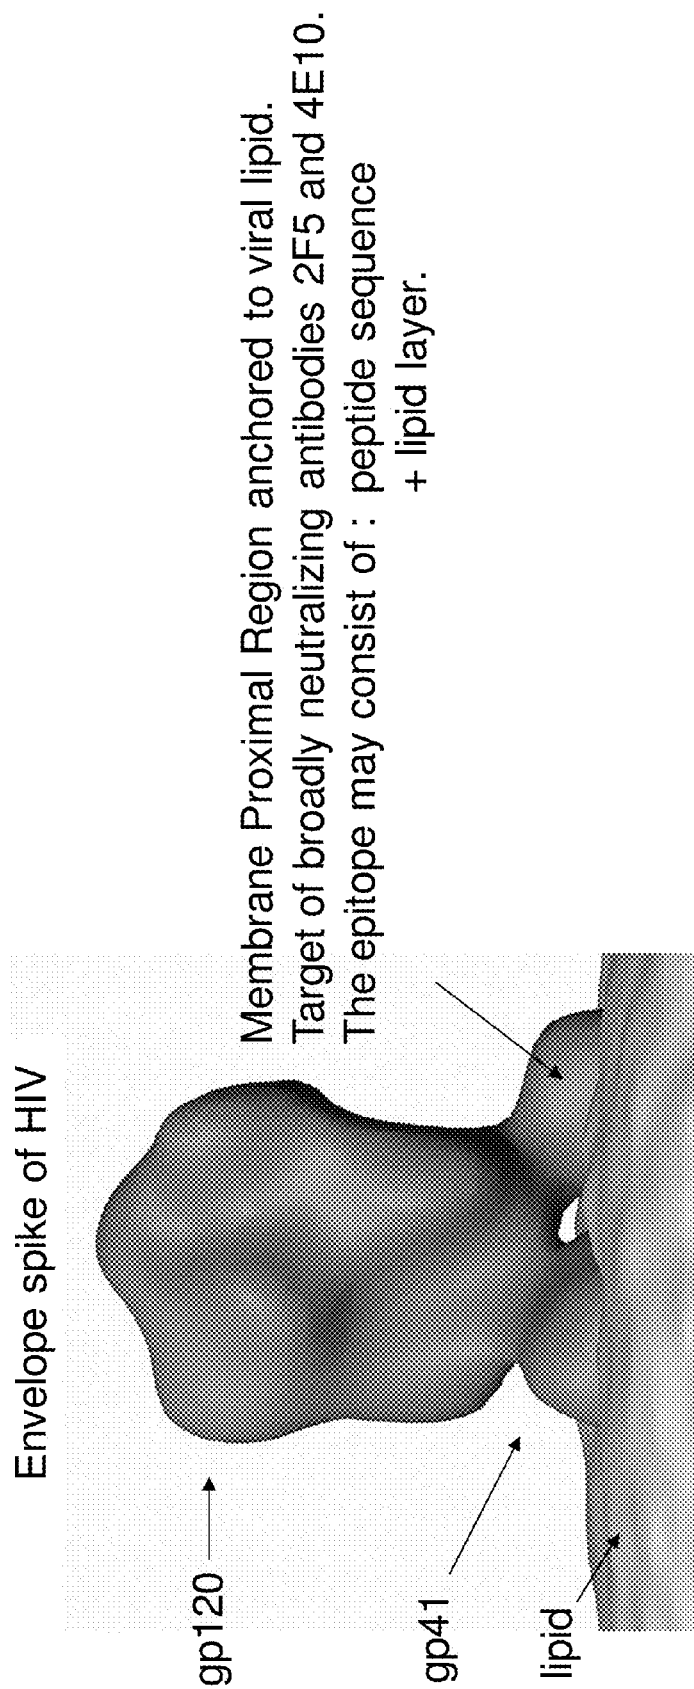 Envelope spike of HIV
gp120
gp41
lipid
Membrane Proximal Region anchored to viral lipid.
Target of broadly neutralizing antibodies 2F5 and 4E10.
The epitope may consist of : peptide sequence
+ lipid layer.